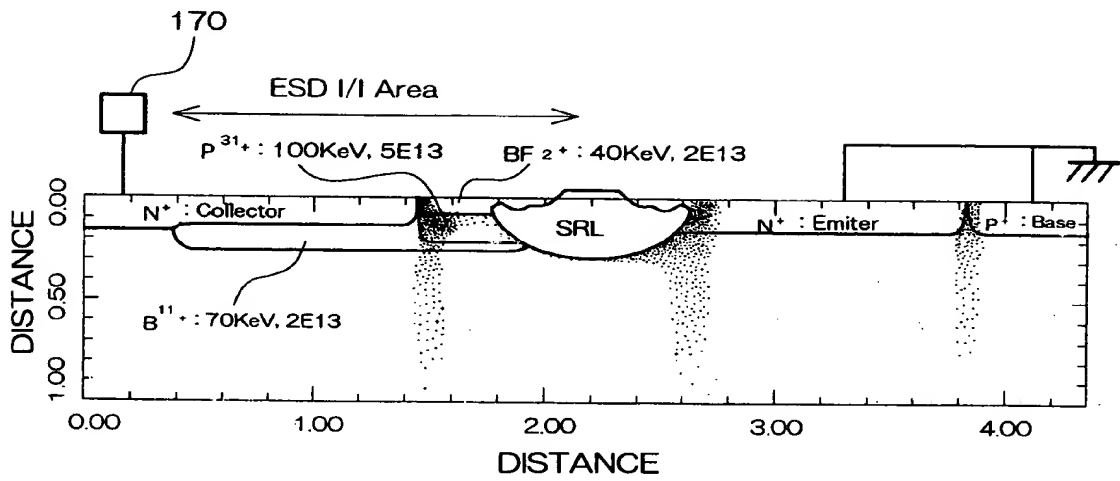 170
ESD I/I Area
P³¹⁺ : 100KeV, 5E13
BF₂⁺ : 40KeV, 2E13
N⁺ : Collector
SRL
N⁺ : Emiter
P⁺ : Base
B¹¹⁺ : 70KeV, 2E13
DISTANCE
0.00
0.50
1.00
0.00
1.00
2.00
3.00
4.00
DISTANCE